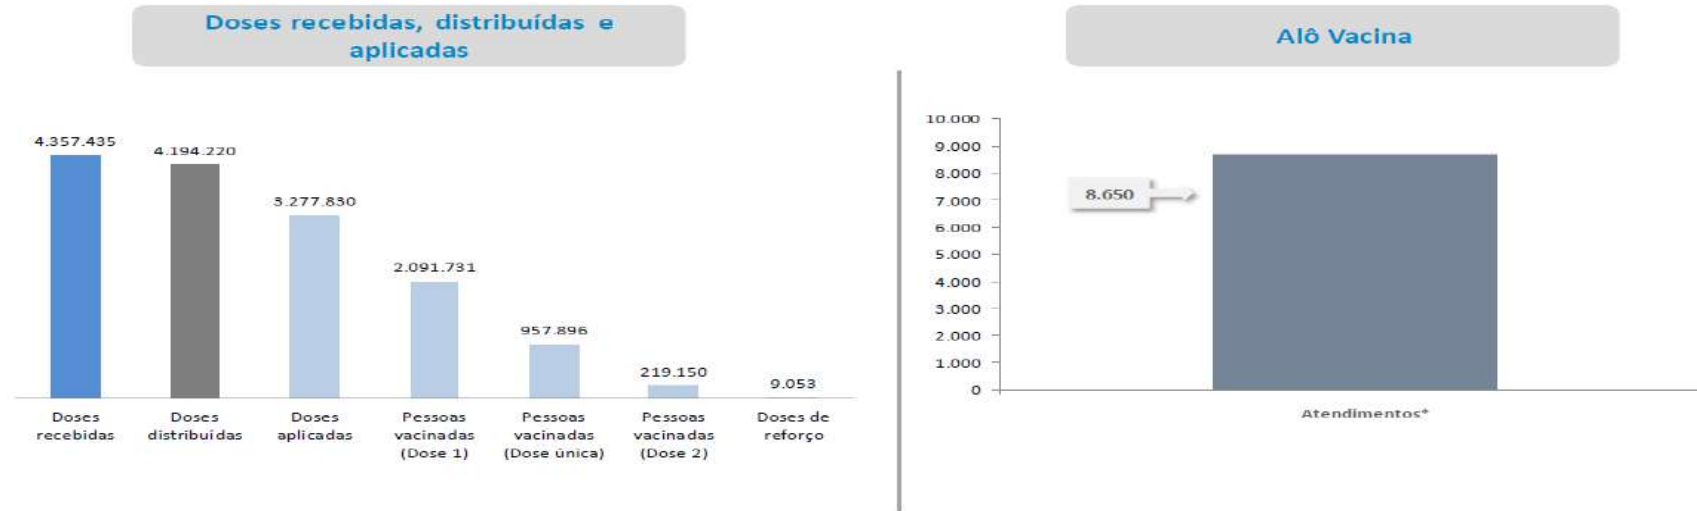 Doses recebidas, distribuídas e
aplicadas
4.357.435
4.194.220
3.277.830
2.091.731
957.896
219.150
9.053
Doses
recebidas
Doses
distribuídas
Doses
aplicadas
Pessoas
vacinadas
(Dose 1)
Pessoas
vacinadas
(Dose única)
Pessoas
vacinadas
(Dose 2)
Doses de
reforço
Alô Vacina
10.000
9.000
8.000
7.000
6.000
5.000
4.000
3.000
2.000
1.000
0
8.650
Atendimentos*